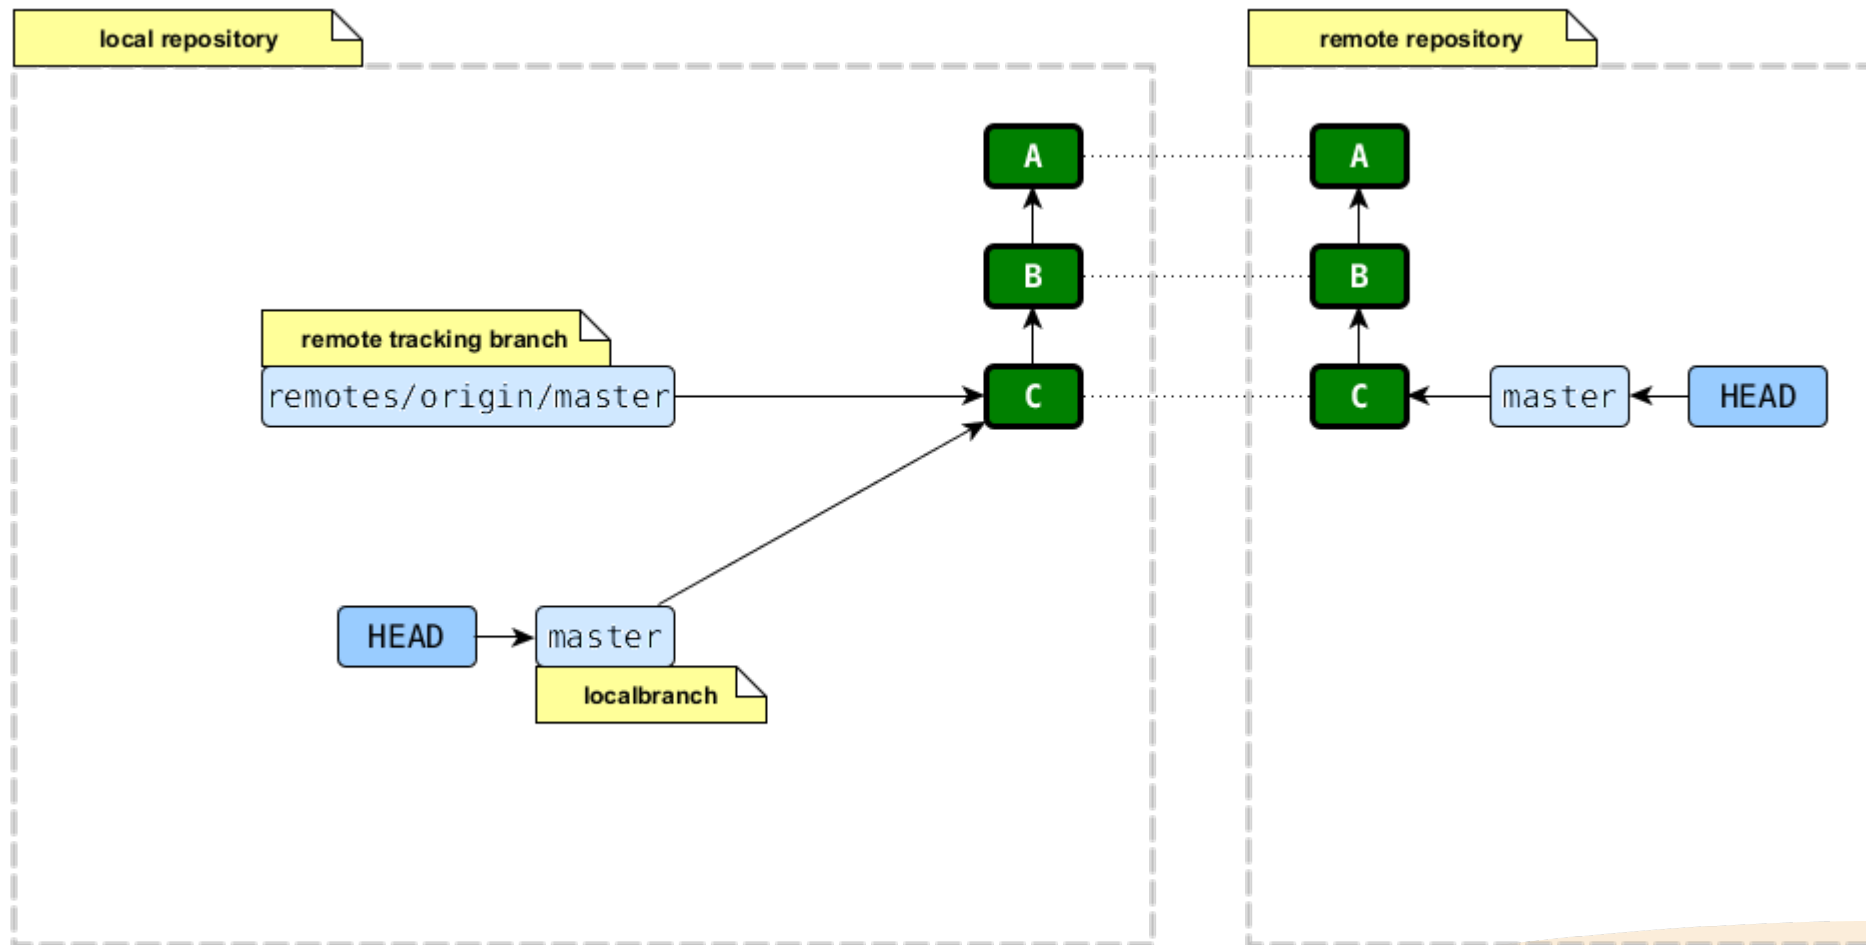 local repository
remote repository
A
A
B
B
remote tracking branch
remotes/origin/master
C
C
master
HEAD
HEAD
master
localbranch